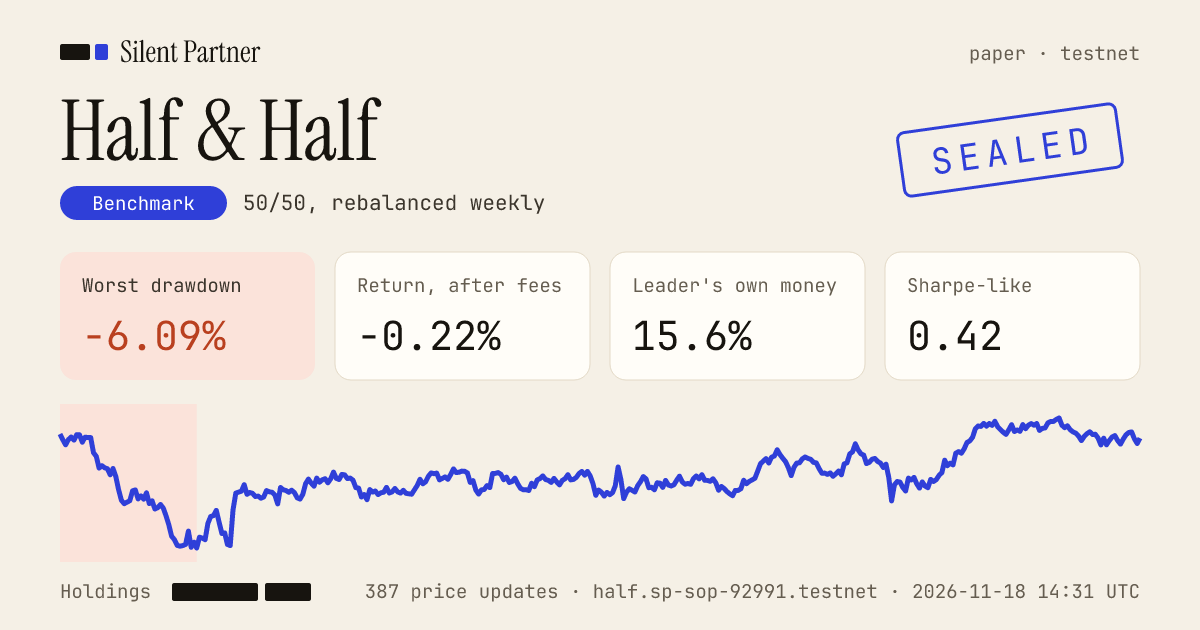 Silent Partner
paper · testnet
Half & Half
SEALED
Benchmark 50/50, rebalanced weekly
Worst drawdown
-6.09%
Return, after fees
-0.22%
Leader's own money
15.6%
Sharpe-like
0.42
Holdings
387 price updates · half.sp-sop-92991.testnet · 2026-11-18 14:31 UTC